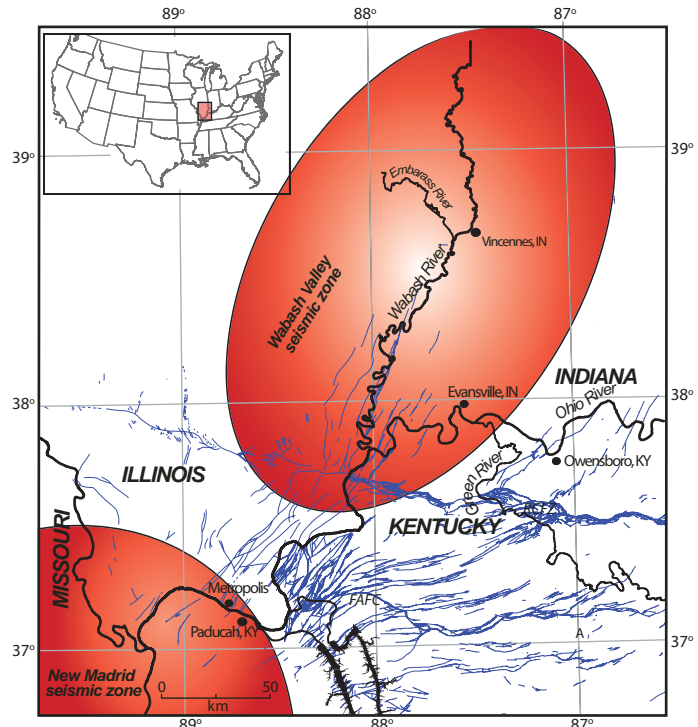 89°
88°
87°
39°
39°
Embarass River
Vincennes, IN
Wabash River
Wabash Valley
seismic zone
INDIANA
Evansville, IN
Ohio River
38°
38°
ILLINOIS
Owensboro, KY
Green River
RCFZ
KENTUCKY
MISSOURI
Metropolis
FAFC
Paducah, KY
A
37°
37°
New Madrid
seismic zone
0
50
km
89°
88°
87°